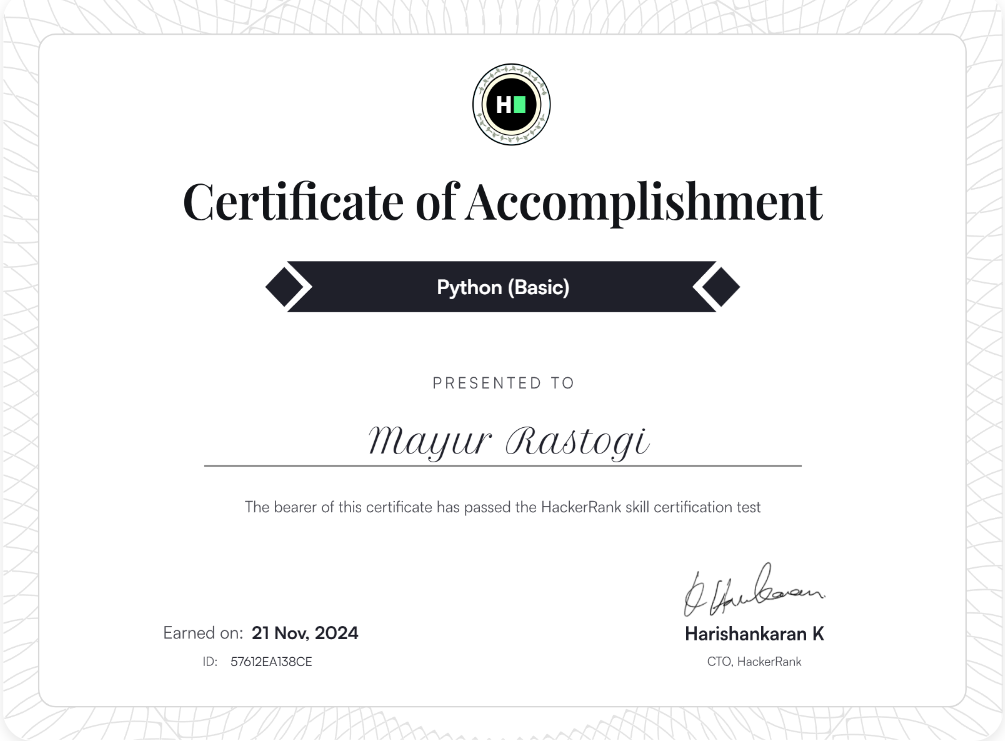 H
Certificate of Accomplishment
Python (Basic)
PRESENTED TO
Mayur Rastogi
The bearer of this certificate has passed the HackerRank skill certification test
Earned on: 21 Nov, 2024
ID: 57612EA138CE
Harishankaran K
CTO, HackerRank